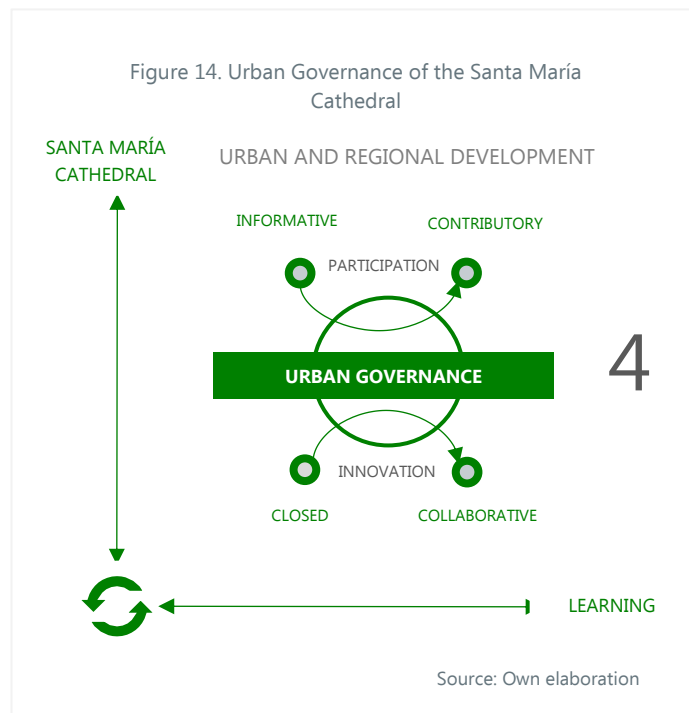 Figure 14. Urban Governance of the Santa María
Cathedral
SANTA MARÍA
CATHEDRAL
URBAN AND REGIONAL DEVELOPMENT
INFORMATIVE
CONTRIBUTORY
PARTICIPATION
URBAN GOVERNANCE
4
INNOVATION
CLOSED
COLLABORATIVE
LEARNING
Source: Own elaboration